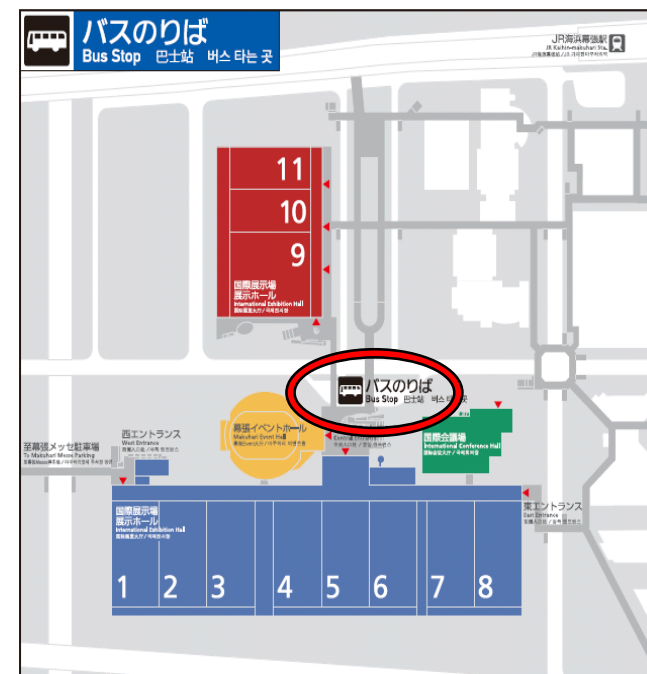 バスのりば
Bus Stop 巴士站 버스 타는 곳
JR海浜幕張駅
JR Kaihin-makuhari Sta.
11
10
9
国際展示場
展示ホール
International Exhibition Hall
バスのりば
Bus Stop 巴士站 버스 타는 곳
幕張イベントホール
Makuhari Event Hall
国際会議場
International Conference Hall
西エントランス
West Entrance
至幕張メッセ駐車場
To Makuhari Messe Parking
東エントランス
East Entrance
国際展示場
展示ホール
International Exhibition Hall
1 2 3 4 5 6 7 8